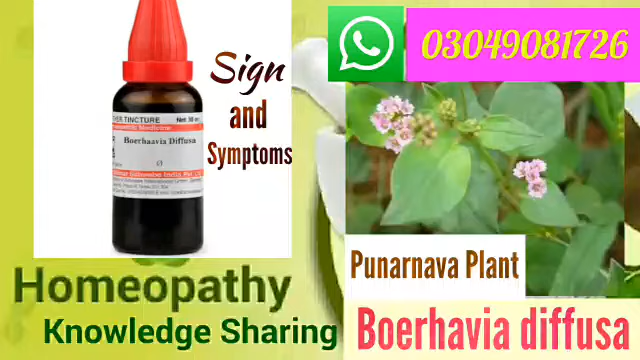 03049081726
Sign
and
Symptoms
Boerhaavia Diffusa
Punarnava Plant
Homeopathy
Knowledge Sharing
Boerhavia diffusa